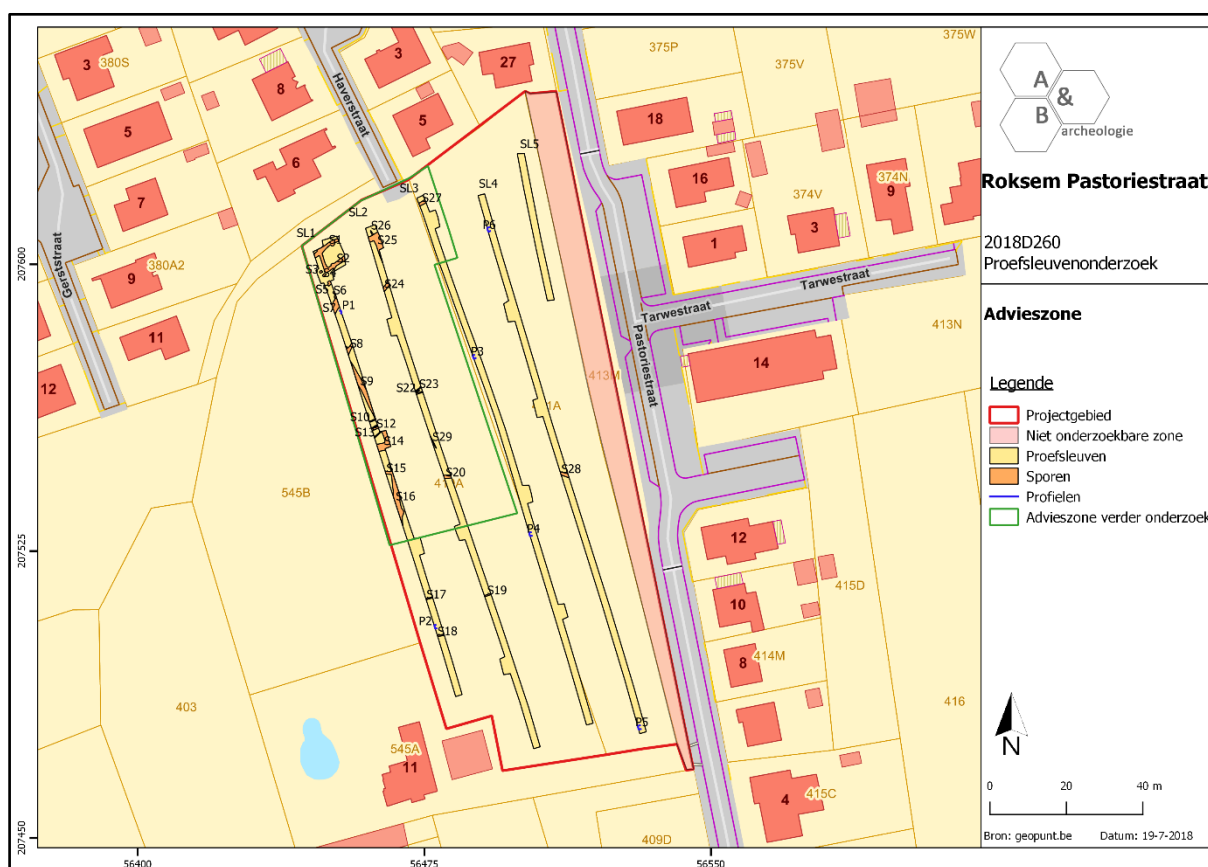 375W
375P
375V
374N
374V
380S
380A2
3
8
3
27
5
6
5
7
9
11
12
18
16
1
3
9
14
12
10
8
4
11
Haverstraat
Gerststraat
Tarwestraat
Tarwestraat
Pastoriestraat
413N
413M
545B
403
545A
409D
414M
415D
415C
416
SL1
SL2
SL3
SL4
SL5
S1
S2
S3
S5
S6
S7
P1
S8
S9
S10
S12
S13
S14
S15
S16
S17
P2
S18
S26
S25
S24
S22
S23
S29
S20
S19
S27
P3
P4
P6
S28
P5
207600
207525
207450
56400
56475
56550
A
&
B
archeologie
Roksem Pastoriestraat
2018D260
Proefsleuvenonderzoek
Advieszone
Legende
Projectgebied
Niet onderzoekbare zone
Proefsleuven
Sporen
Profielen
Advieszone verder onderzoek
N
0 20 40 m
Bron: geopunt.be Datum: 19-7-2018